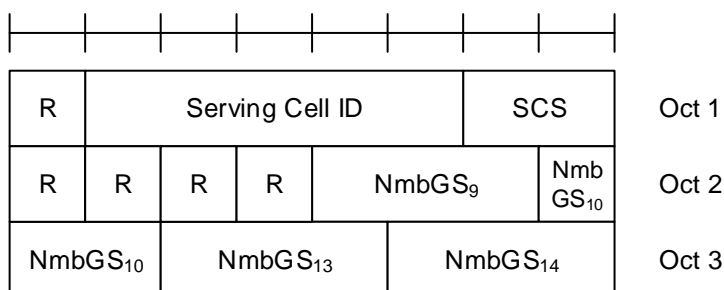 R Serving Cell ID SCS Oct 1
R R R R NmbGS₉ Nmb GS₁₀ Oct 2
NmbGS₁₀ NmbGS₁₃ NmbGS₁₄ Oct 3